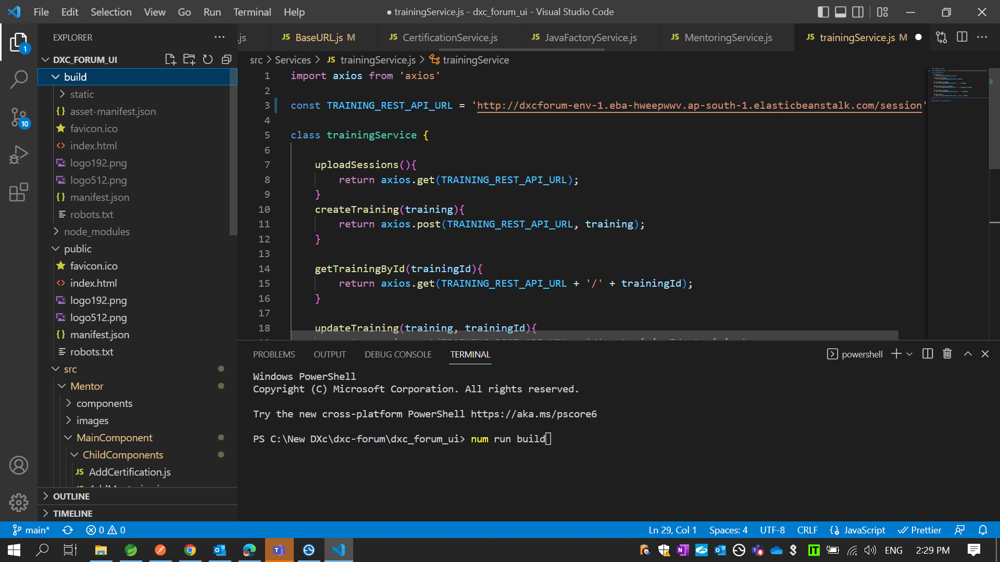 File Edit Selection View Go Run Terminal Help
● trainingService.js - dxc_forum_ui - Visual Studio Code
EXPLORER
.js
JS BaseURL.js M
JS CertificationService.js
JS JavaFactoryService.js
JS MentoringService.js
JS trainingService.js M
1
DXC_FORUM_UI
src > Services > JS trainingService.js > trainingService
build
static
{} asset-manifest.json
favicon.ico
<> index.html
logo192.png
logo512.png
{} manifest.json
robots.txt
node_modules
public
favicon.ico
<> index.html
logo192.png
logo512.png
{} manifest.json
robots.txt
src
Mentor
components
images
MainComponent
ChildComponents
JS AddCertification.js
OUTLINE
TIMELINE
10
1 import axios from 'axios'
2
3 const TRAINING_REST_API_URL = 'http://dxcforum-env-1.eba-hweepwwv.ap-south-1.elasticbeanstalk.com/session'
4
5 class trainingService {
6
7 uploadSessions(){
8 return axios.get(TRAINING_REST_API_URL);
9 }
10 createTraining(training){
11 return axios.post(TRAINING_REST_API_URL, training);
12 }
13
14 getTrainingById(trainingId){
15 return axios.get(TRAINING_REST_API_URL + '/' + trainingId);
16 }
17
18 updateTraining(training, trainingId){
PROBLEMS OUTPUT DEBUG CONSOLE TERMINAL
powershell
Windows PowerShell
Copyright (C) Microsoft Corporation. All rights reserved.
Try the new cross-platform PowerShell https://aka.ms/pscore6
PS C:\New DXc\dxc-forum\dxc_forum_ui> num run build
main* 0 0
Ln 29, Col 1 Spaces: 4 UTF-8 CRLF JavaScript Prettier
ENG 2:29 PM